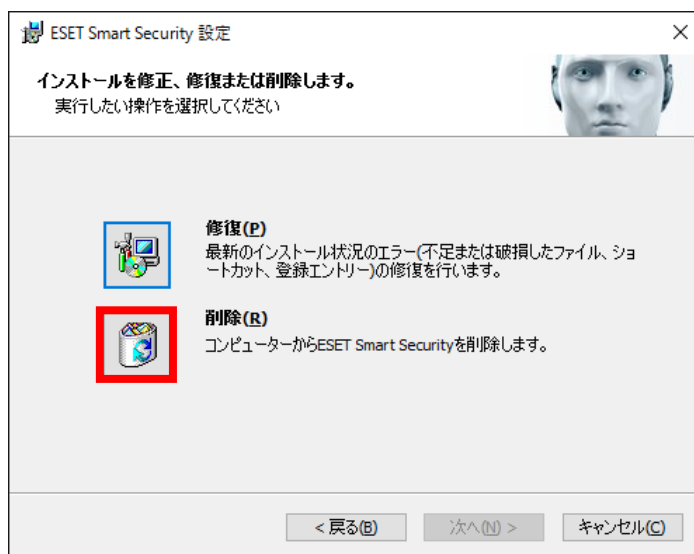 ESET Smart Security 設定
インストールを修正、修復または削除します。
実行したい操作を選択してください
修復(P)
最新のインストール状況のエラー(不足または破損したファイル、ショ
ートカット、登録エントリー)の修復を行います。
削除(R)
コンピューターからESET Smart Securityを削除します。
< 戻る(B)
次へ(N) >
キャンセル(C)